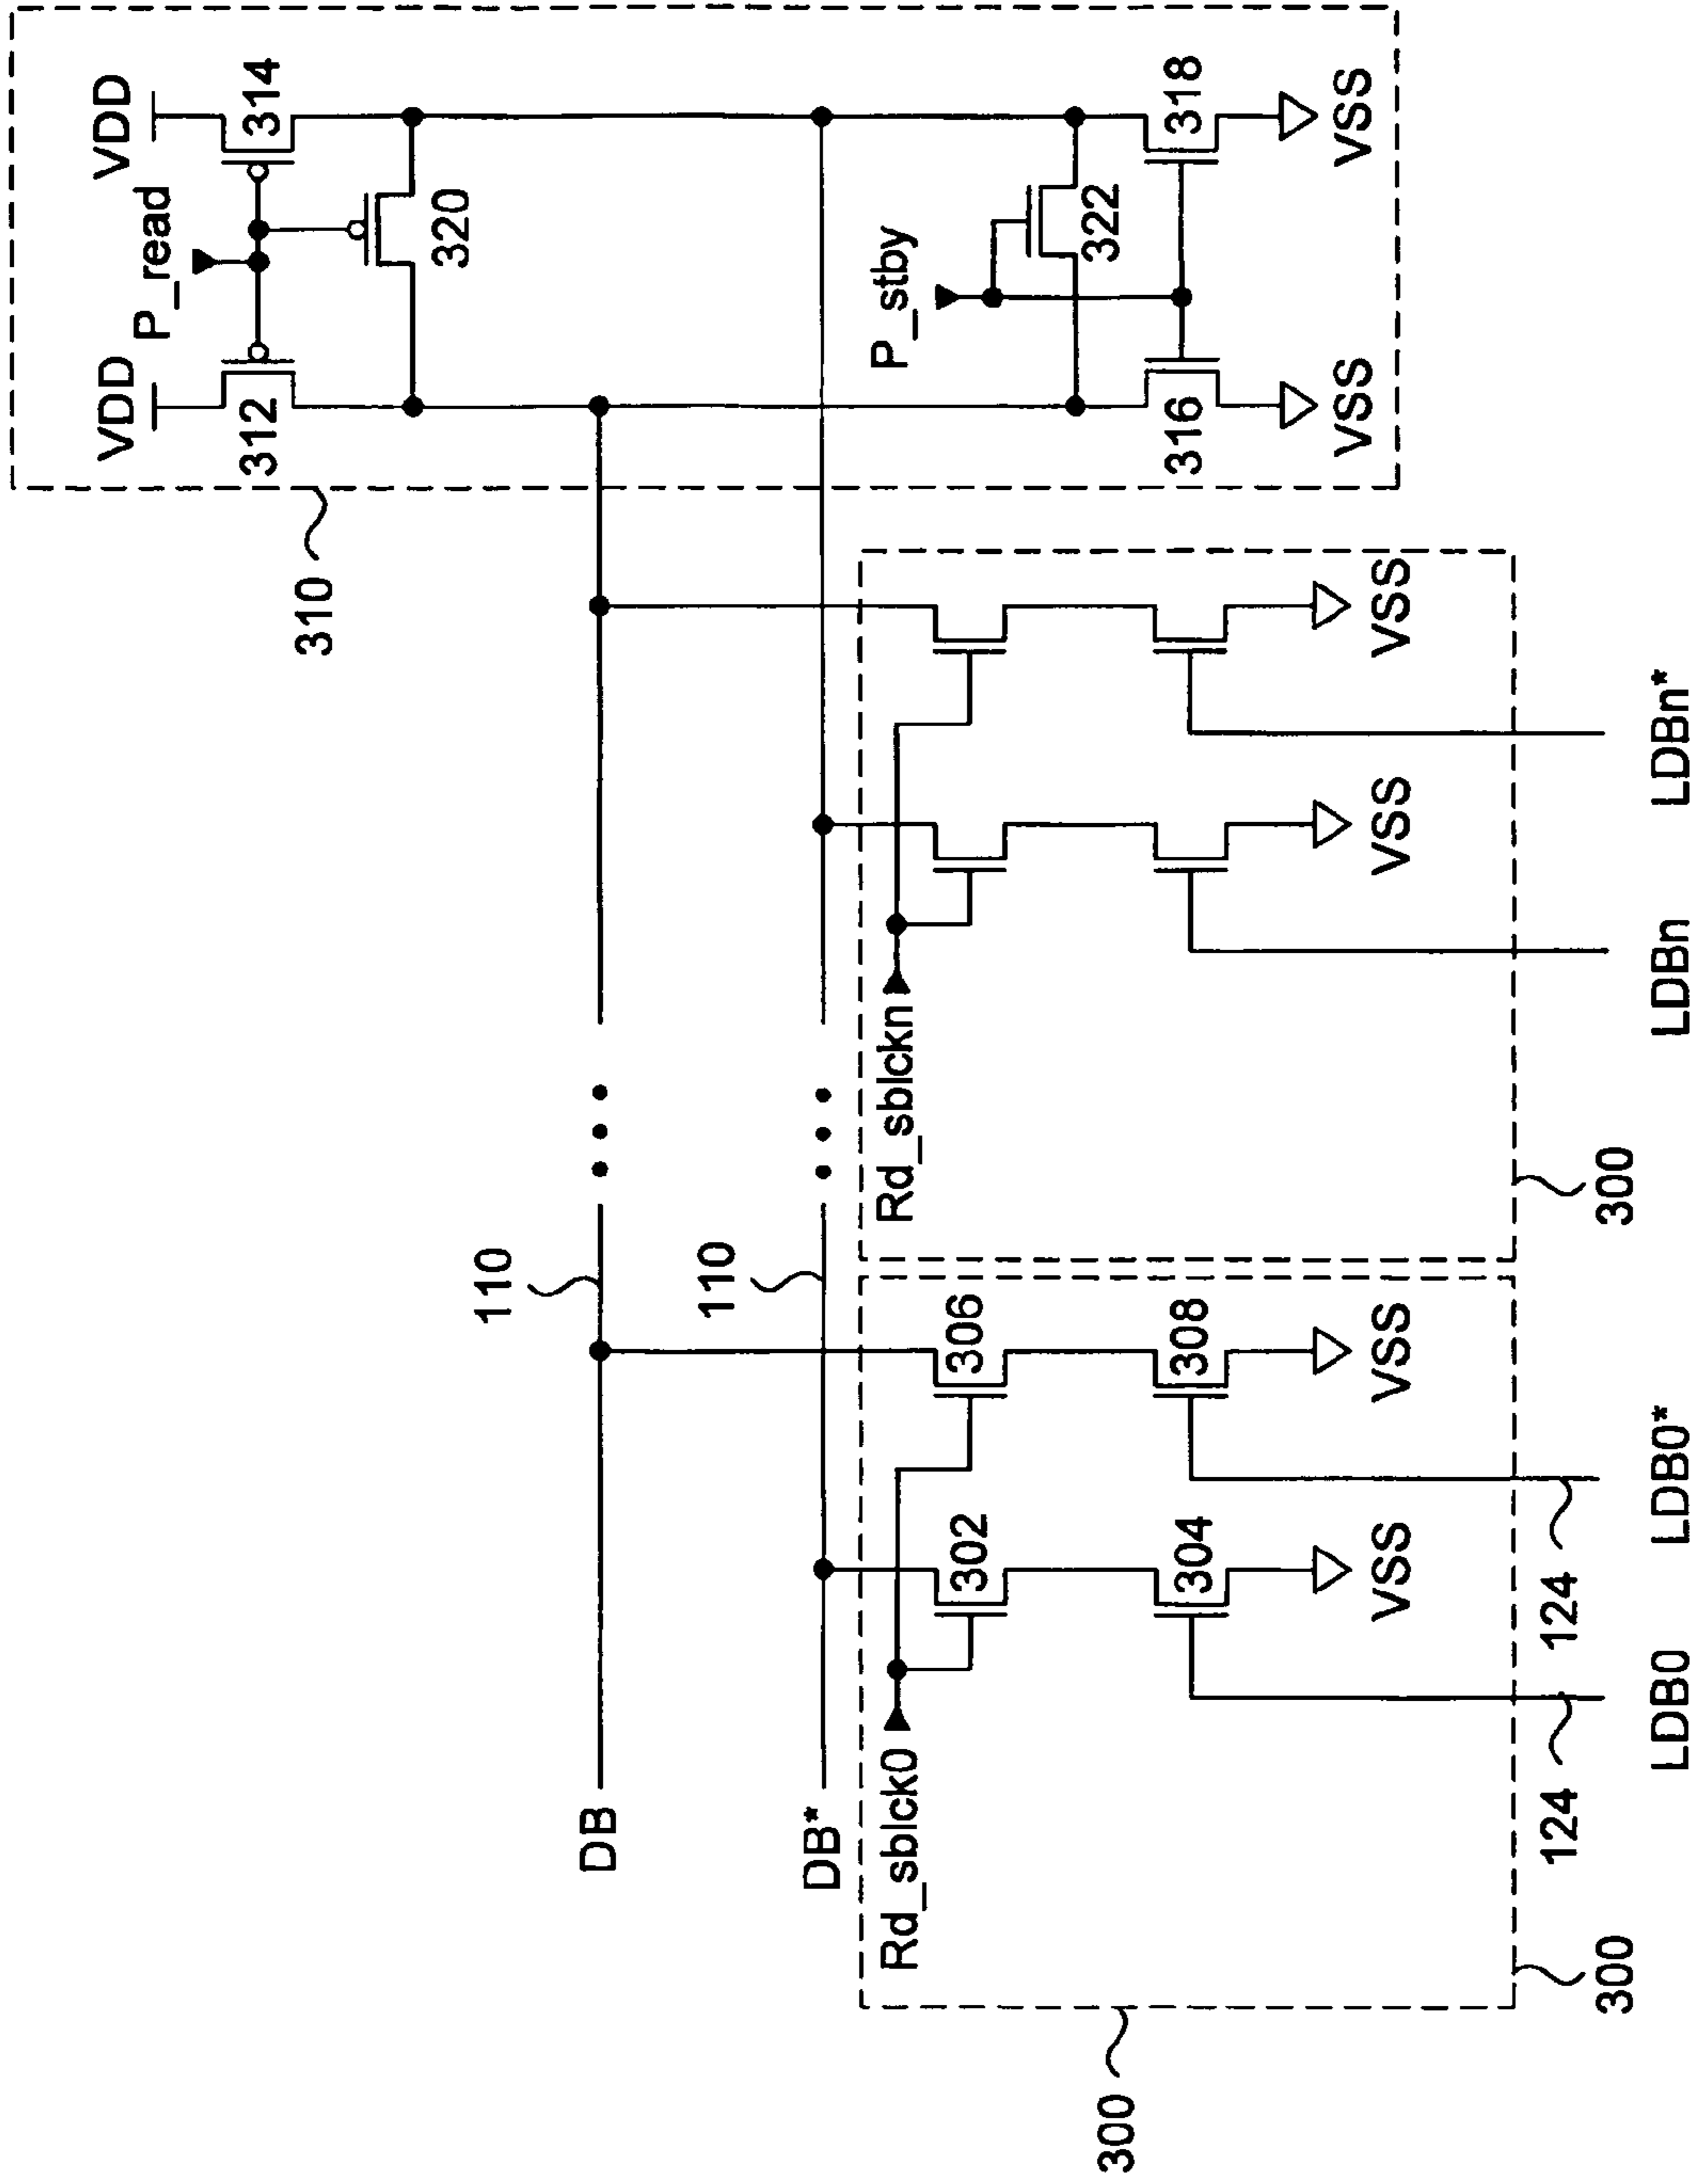 VDD
VDD
P_read
312
314
320
310
DB
110
DB*
110
P_stby
322
316
318
VSS
VSS
Rd_sblck0
302
306
304
308
VSS
VSS
Rd_sblckn
VSS
VSS
300
300
300
124
124
LDB0
LDB0*
LDBn
LDBn*